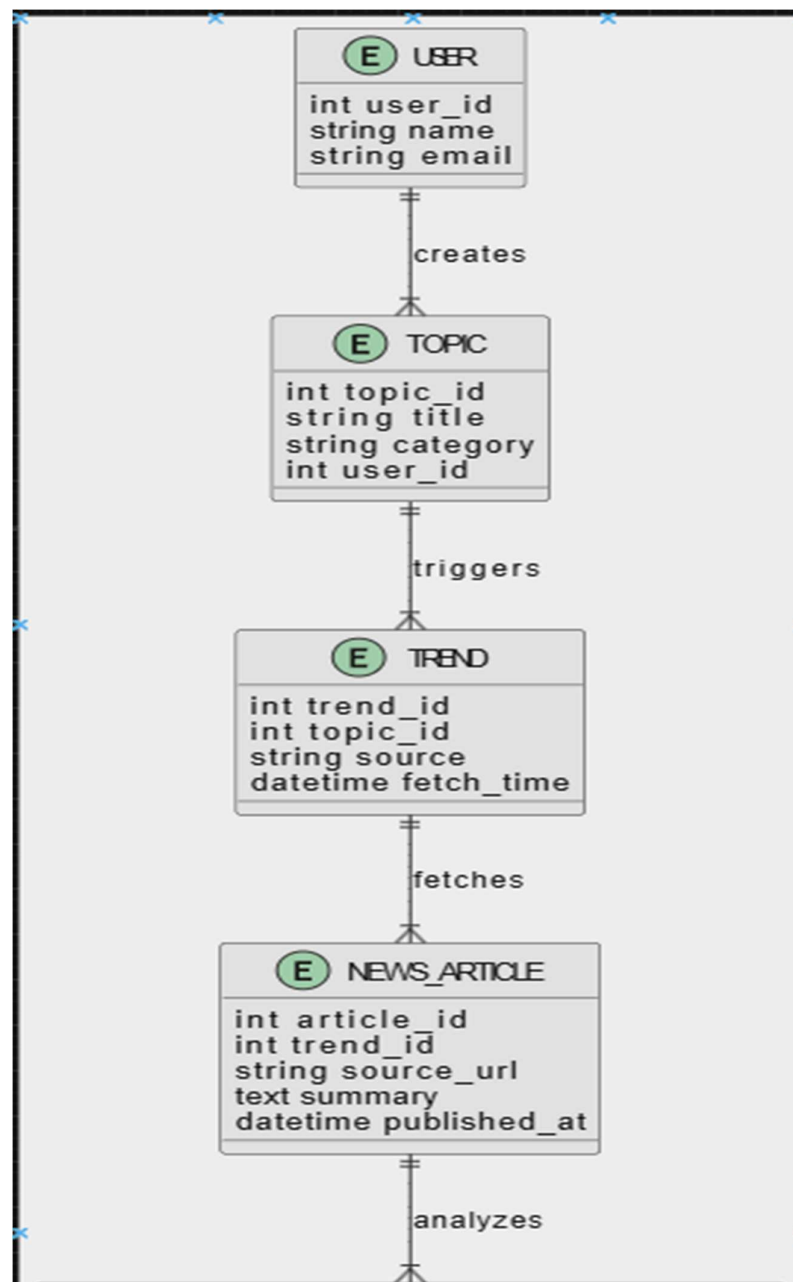 E USER
int user_id
string name
string email
creates
E TOPIC
int topic_id
string title
string category
int user_id
triggers
E TREND
int trend_id
int topic_id
string source
datetime fetch_time
fetches
E NEWS_ARTICLE
int article_id
int trend_id
string source_url
text summary
datetime published_at
analyzes